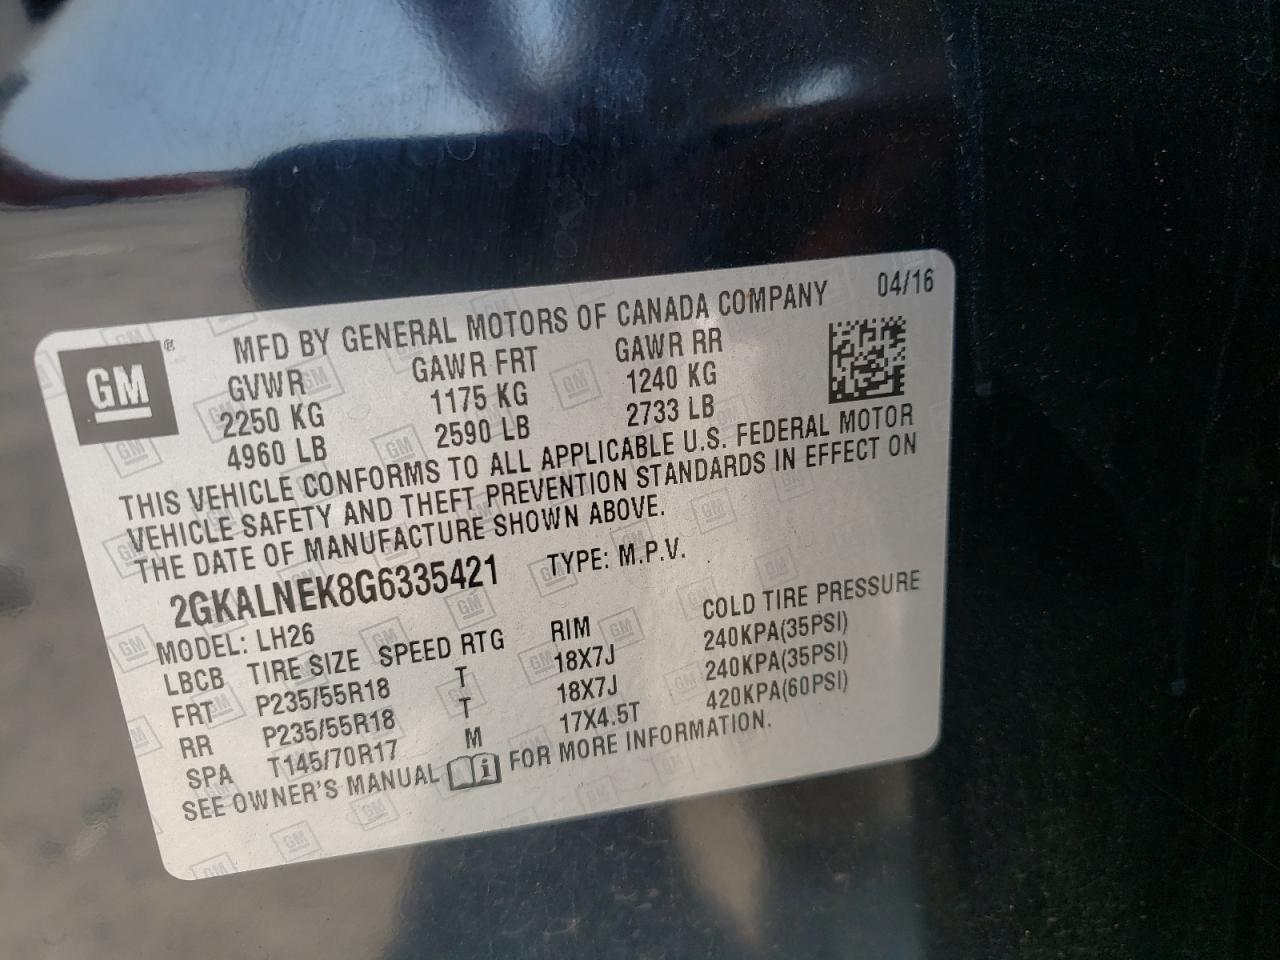 MFD BY GENERAL MOTORS OF CANADA COMPANY 04/16
GM®
GVWR GAWR FRT GAWR RR
2250 KG 1175 KG 1240 KG
4960 LB 2590 LB 2733 LB
THIS VEHICLE CONFORMS TO ALL APPLICABLE U.S. FEDERAL MOTOR
VEHICLE SAFETY AND THEFT PREVENTION STANDARDS IN EFFECT ON
THE DATE OF MANUFACTURE SHOWN ABOVE.
2GKALNEK8G6335421 TYPE: M.P.V.
MODEL: LH26
LBCB TIRE SIZE SPEED RTG RIM COLD TIRE PRESSURE
FRT P235/55R18 T 18X7J 240KPA(35PSI)
RR P235/55R18 T 18X7J 240KPA(35PSI)
SPA T145/70R17 M 17X4.5T 420KPA(60PSI)
SEE OWNER'S MANUAL i FOR MORE INFORMATION.